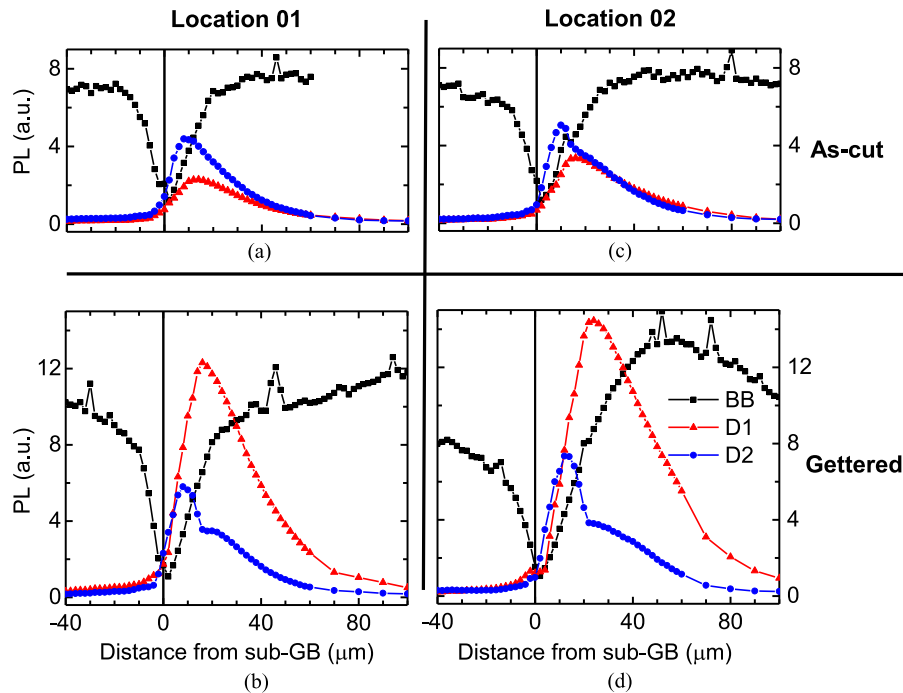 Location 01
Location 02
8
4
0
PL (a.u.)
(a)
8
4
0
As-cut
(c)
12
8
4
0
PL (a.u.)
-40
0
40
80
Distance from sub-GB (μm)
(b)
BB
D1
D2
12
8
4
0
Gettered
-40
0
40
80
Distance from sub-GB (μm)
(d)